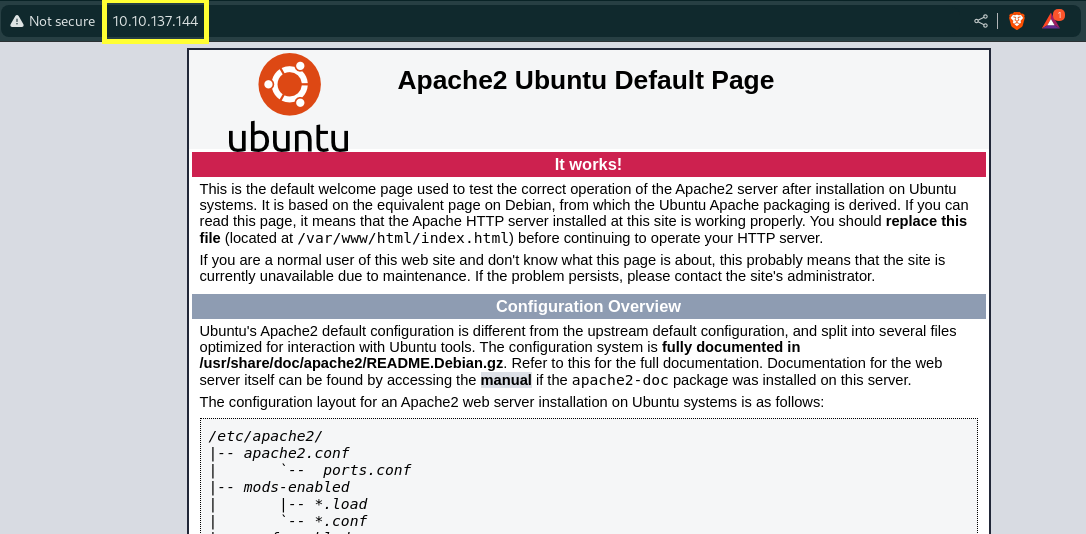 Not secure 10.10.137.144 1
Apache2 Ubuntu Default Page
ubuntu
It works!
This is the default welcome page used to test the correct operation of the Apache2 server after installation on Ubuntu
systems. It is based on the equivalent page on Debian, from which the Ubuntu Apache packaging is derived. If you can
read this page, it means that the Apache HTTP server installed at this site is working properly. You should replace this
file (located at /var/www/html/index.html) before continuing to operate your HTTP server.
If you are a normal user of this web site and don't know what this page is about, this probably means that the site is
currently unavailable due to maintenance. If the problem persists, please contact the site's administrator.
Configuration Overview
Ubuntu's Apache2 default configuration is different from the upstream default configuration, and split into several files
optimized for interaction with Ubuntu tools. The configuration system is fully documented in
/usr/share/doc/apache2/README.Debian.gz. Refer to this for the full documentation. Documentation for the web
server itself can be found by accessing the manual if the apache2-doc package was installed on this server.
The configuration layout for an Apache2 web server installation on Ubuntu systems is as follows:
/etc/apache2/
|-- apache2.conf
|       `--  ports.conf
|-- mods-enabled
|       |-- *.load
|       `-- *.conf